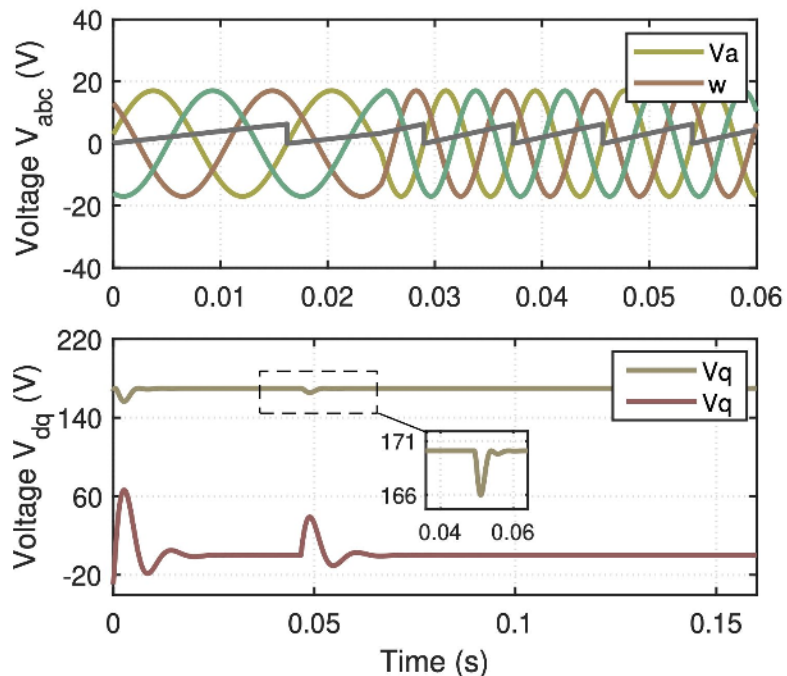 Voltage V_abc (V)
40
20
0
-20
-40
Va
w
0 0.01 0.02 0.03 0.04 0.05 0.06
Voltage V_dq (V)
220
140
60
-20
Vq
Vq
171
166
0.04 0.06
0 0.05 0.1 0.15
Time (s)